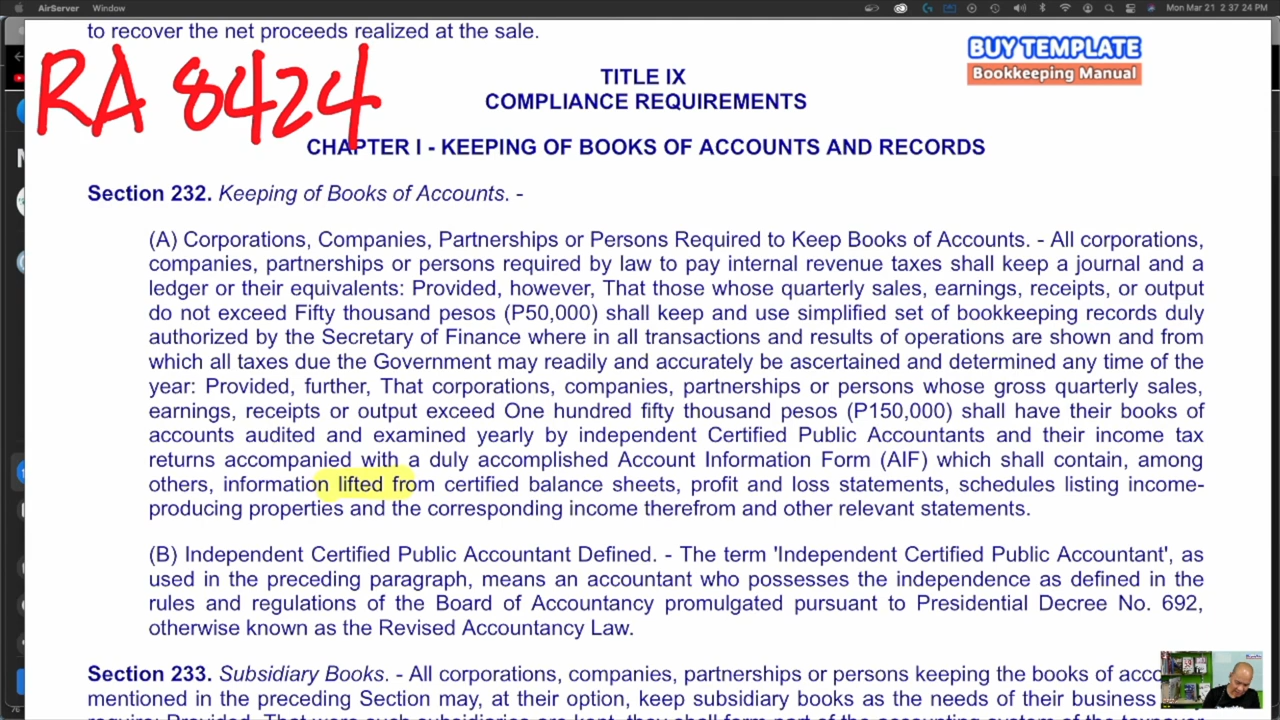 AirServer Window Mon Mar 21 2 37 24 PM
to recover the net proceeds realized at the sale.
RA 8424
BUY TEMPLATE
Bookkeeping Manual
TITLE IX
COMPLIANCE REQUIREMENTS
CHAPTER I - KEEPING OF BOOKS OF ACCOUNTS AND RECORDS
Section 232. Keeping of Books of Accounts. -
(A) Corporations, Companies, Partnerships or Persons Required to Keep Books of Accounts. - All corporations,
companies, partnerships or persons required by law to pay internal revenue taxes shall keep a journal and a
ledger or their equivalents: Provided, however, That those whose quarterly sales, earnings, receipts, or output
do not exceed Fifty thousand pesos (P50,000) shall keep and use simplified set of bookkeeping records duly
authorized by the Secretary of Finance where in all transactions and results of operations are shown and from
which all taxes due the Government may readily and accurately be ascertained and determined any time of the
year: Provided, further, That corporations, companies, partnerships or persons whose gross quarterly sales,
earnings, receipts or output exceed One hundred fifty thousand pesos (P150,000) shall have their books of
accounts audited and examined yearly by independent Certified Public Accountants and their income tax
returns accompanied with a duly accomplished Account Information Form (AIF) which shall contain, among
others, information lifted from certified balance sheets, profit and loss statements, schedules listing income-
producing properties and the corresponding income therefrom and other relevant statements.
(B) Independent Certified Public Accountant Defined. - The term 'Independent Certified Public Accountant', as
used in the preceding paragraph, means an accountant who possesses the independence as defined in the
rules and regulations of the Board of Accountancy promulgated pursuant to Presidential Decree No. 692,
otherwise known as the Revised Accountancy Law.
Section 233. Subsidiary Books. - All corporations, companies, partnerships or persons keeping the books of
mentioned in the preceding Section may, at their option, keep subsidiary books as the needs of their business